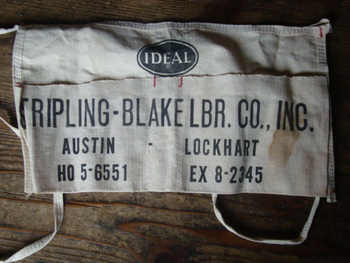 IDEAL
TRIPLING-BLAKE LBR. CO., INC.
AUSTIN - LOCKHART
HO 5-6551 EX 8-2345